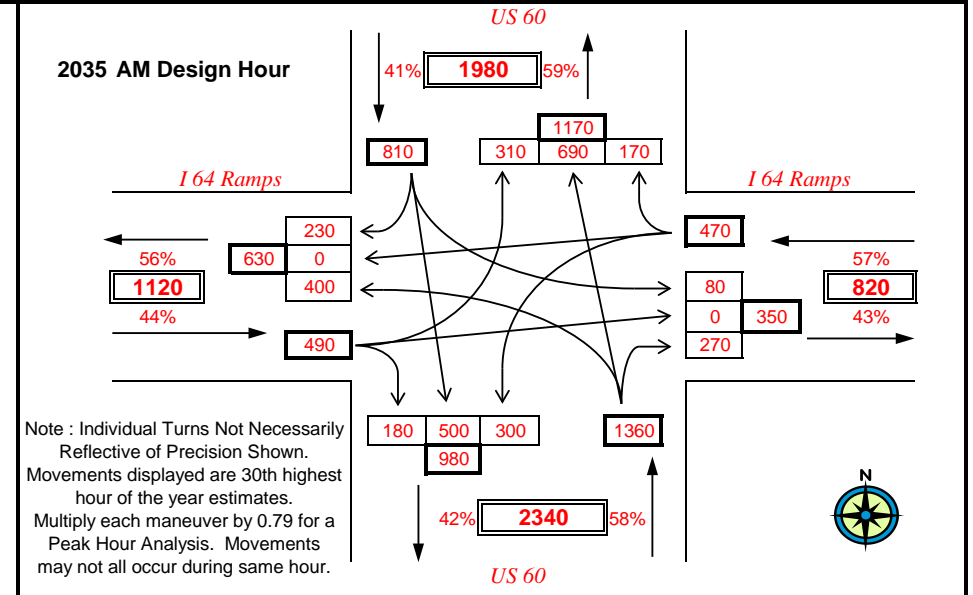 US 60
2035 AM Design Hour
41% 1980 59%
1170
810 310 690 170
I 64 Ramps I 64 Ramps
230 470
56% 630 0 57%
1120 400 80 820
44% 0 350 43%
490 270
180 500 300 1360
980
Note : Individual Turns Not Necessarily
Reflective of Precision Shown.
Movements displayed are 30th highest
hour of the year estimates.
Multiply each maneuver by 0.79 for a
Peak Hour Analysis. Movements
may not all occur during same hour.
N
42% 2340 58%
US 60